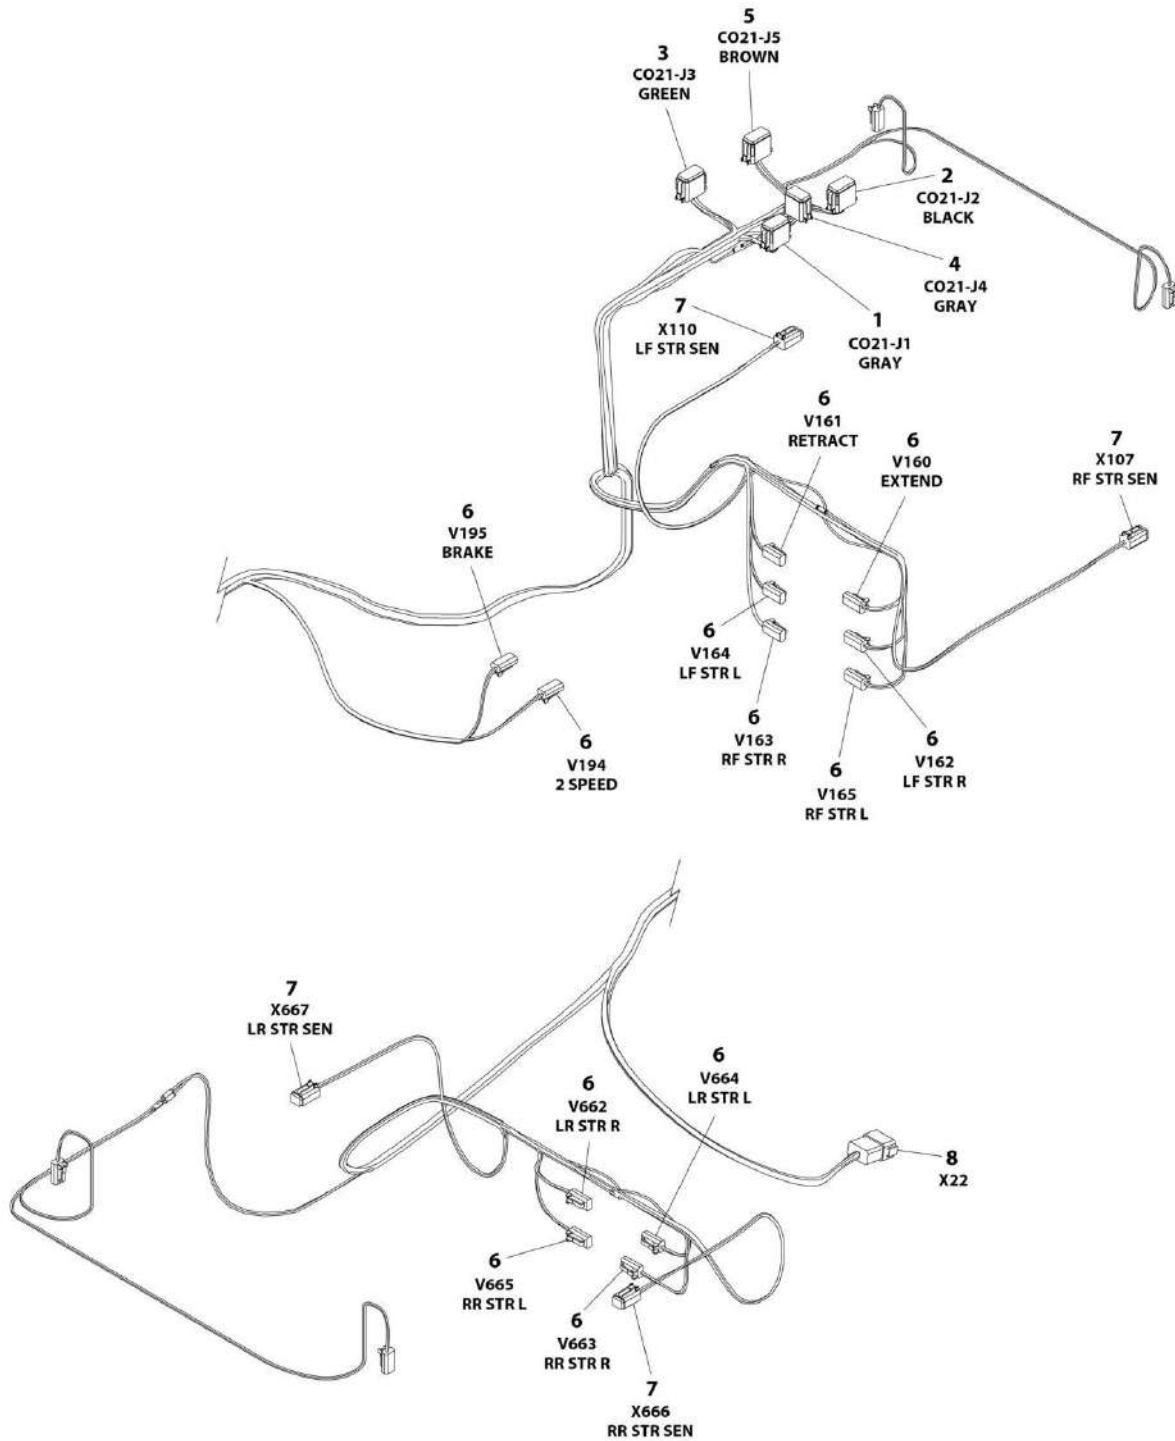 5
CO21-J5
BROWN
3
CO21-J3
GREEN
2
CO21-J2
BLACK
4
CO21-J4
GRAY
7
X110
LF STR SEN
1
CO21-J1
GRAY
6
V161
RETRACT
6
V160
EXTEND
7
X107
RF STR SEN
6
V195
BRAKE
6
V164
LF STR L
6
V163
RF STR R
6
V162
LF STR R
6
V194
2 SPEED
6
V165
RF STR L
7
X667
LR STR SEN
6
V664
LR STR L
6
V662
LR STR R
8
X22
6
V665
RR STR L
6
V663
RR STR R
7
X666
RR STR SEN